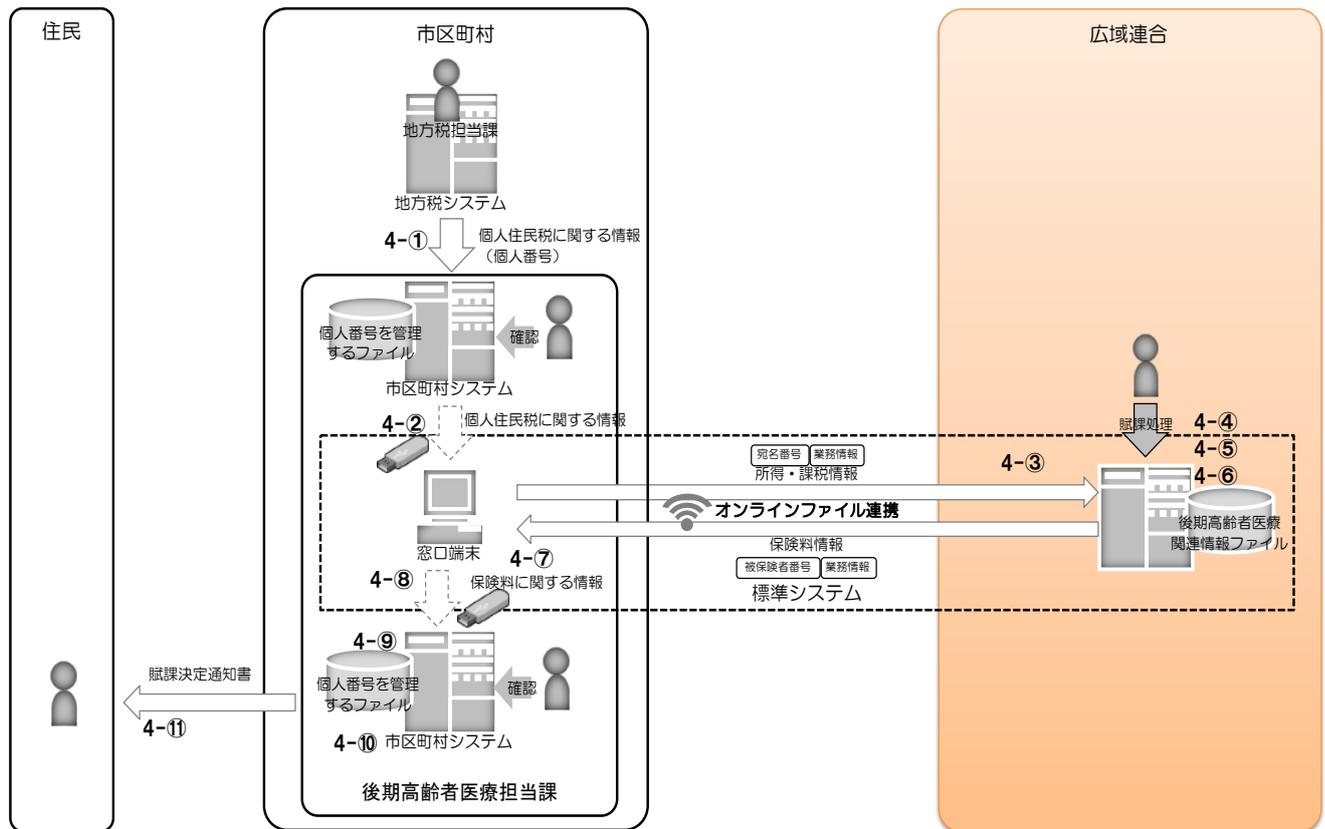 住民
市区町村
広域連合
地方税担当課
地方税システム
4-①
個人住民税に関する情報
（個人番号）
個人番号を管理
するファイル
確認
市区町村システム
4-②
個人住民税に関する情報
賦課処理
4-④
4-⑤
4-⑥
宛名番号
業務情報
所得・課税情報
4-③
オンラインファイル連携
後期高齢者医療
関連情報ファイル
窓口端末
4-⑦
保険料情報
被保険者番号
業務情報
標準システム
4-⑧
保険料に関する情報
4-⑨
個人番号を管理
するファイル
確認
4-⑩
市区町村システム
賦課決定通知書
4-⑪
後期高齢者医療担当課